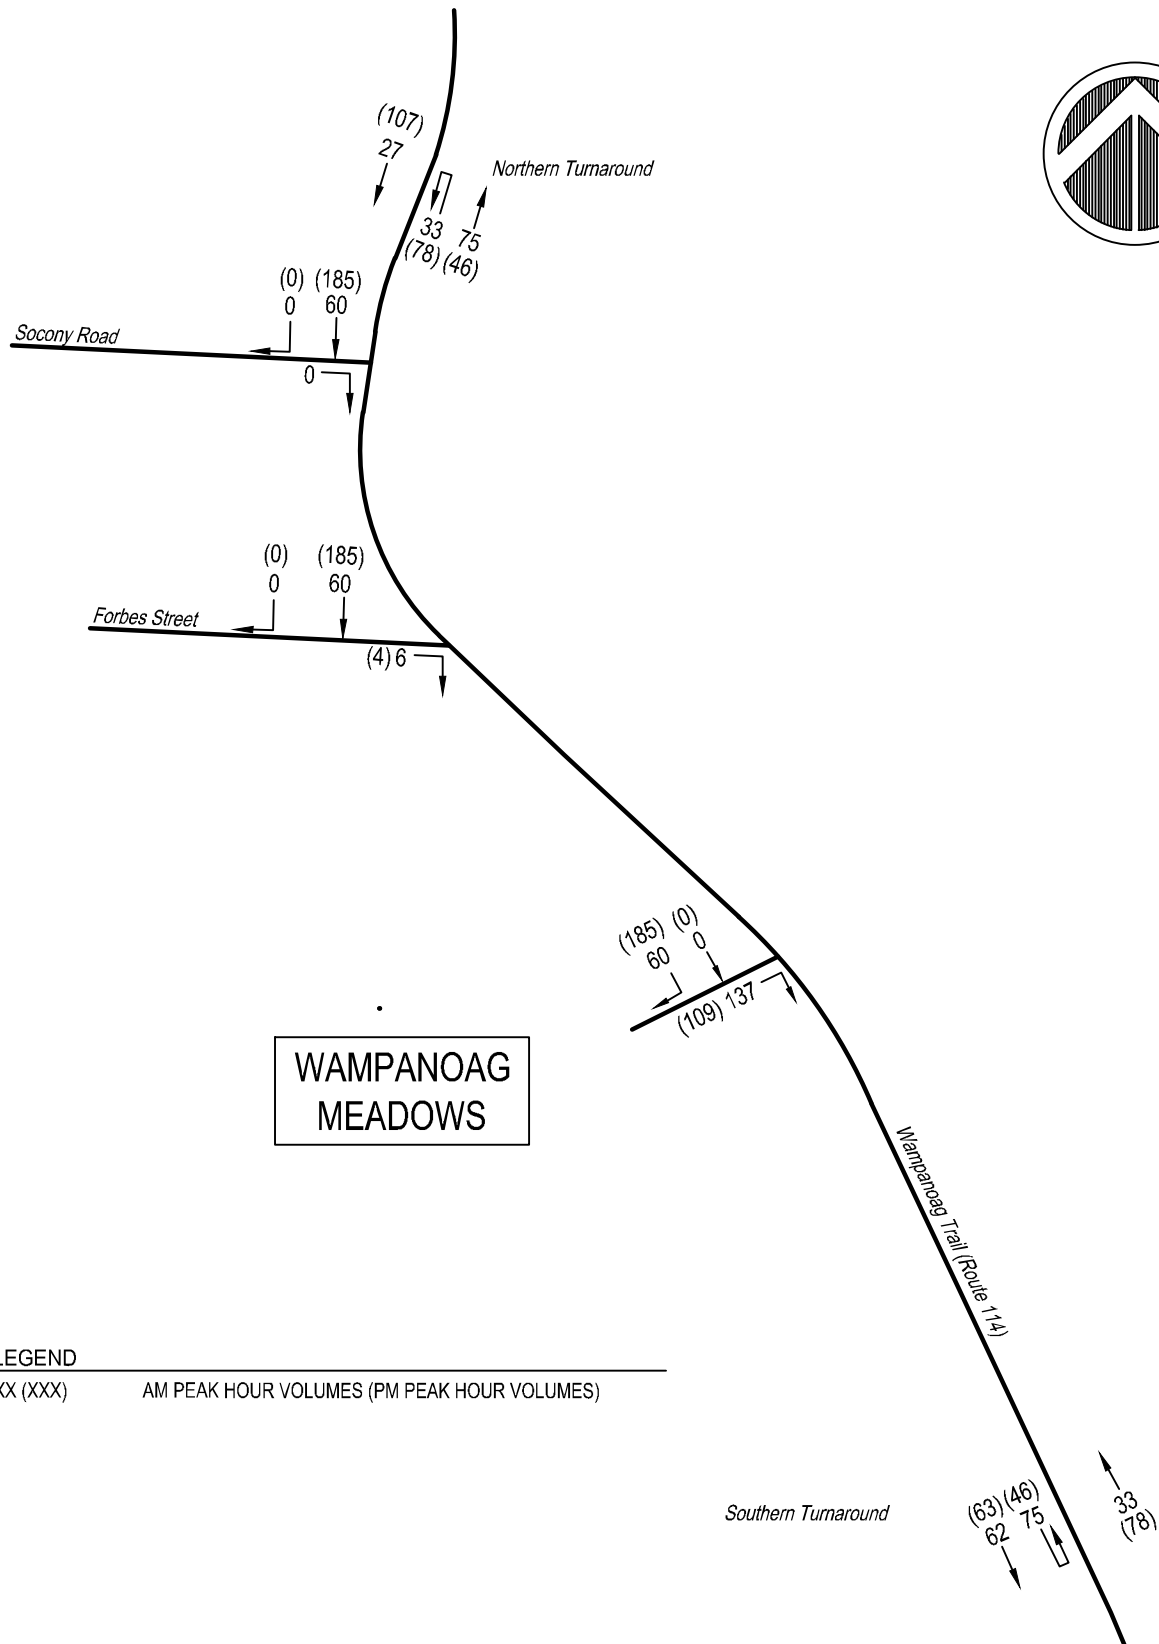 (107)
27
Northern Turnaround
33 75
(78) (46)
(0) (185)
0 60
Socony Road
0
(0) (185)
0 60
Forbes Street
(4) 6
(185) (0)
60 0
(109) 137
WAMPANOAG
MEADOWS
Wampanoag Trail (Route 114)
LEGEND
XX (XXX) AM PEAK HOUR VOLUMES (PM PEAK HOUR VOLUMES)
Southern Turnaround
(63) (46)
62 75
33
(78)